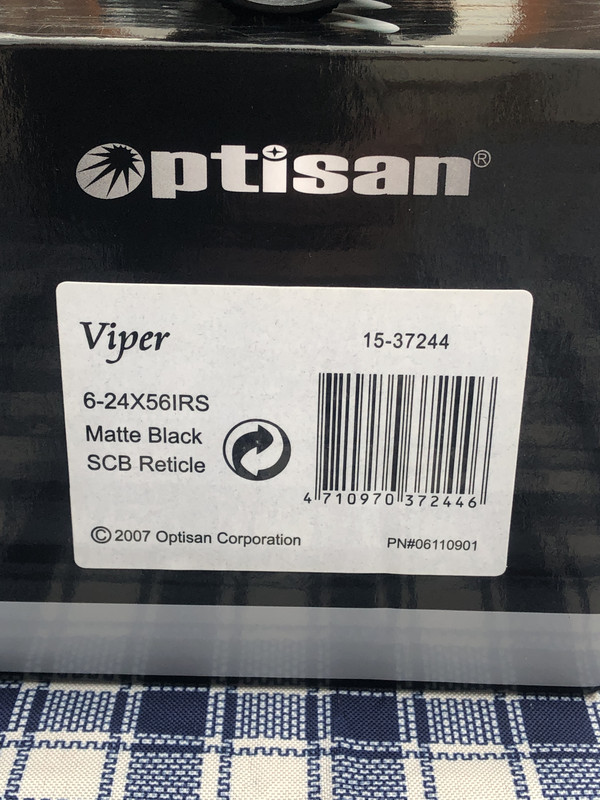 Optisan®
Viper
15-37244
6-24X56IRS
Matte Black
SCB Reticle
4 710970 372446
© 2007 Optisan Corporation
PN#06110901